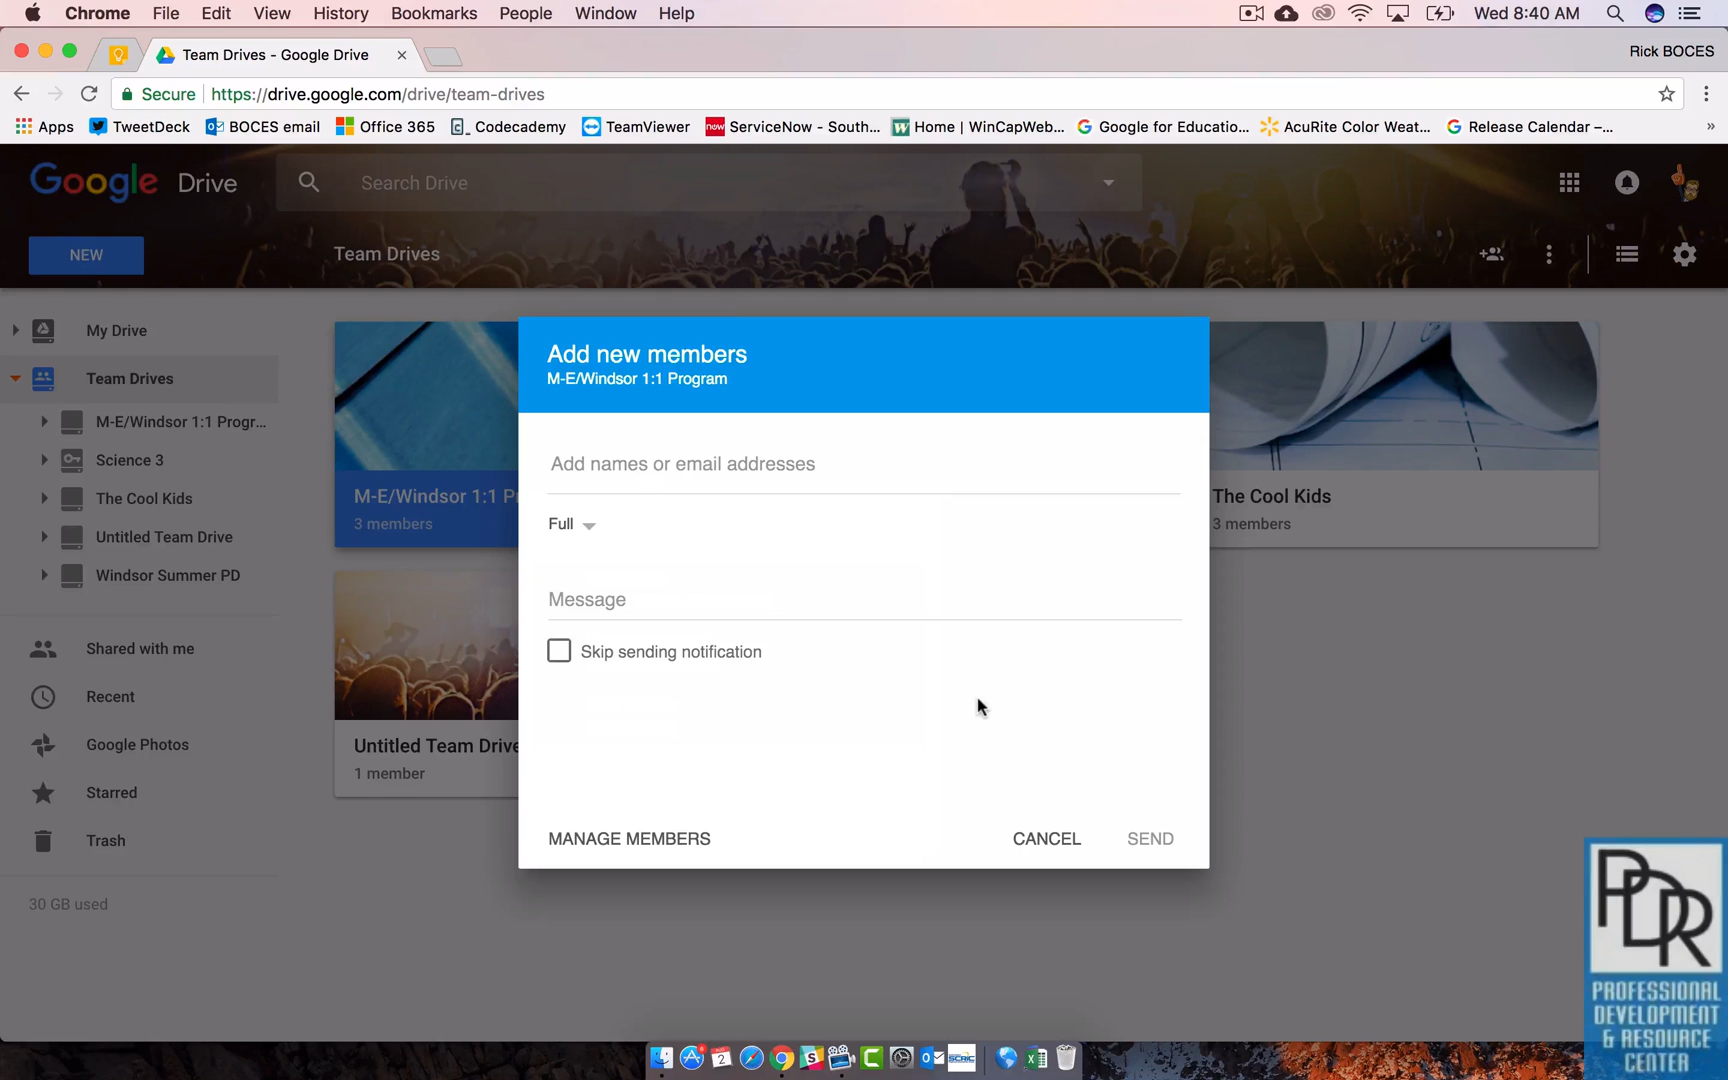 Chrome File Edit View History Bookmarks People Window Help Wed 8:40 AM
Team Drives - Google Drive Rick BOCES
Secure https://drive.google.com/drive/team-drives
Apps TweetDeck BOCES email Office 365 Codecademy TeamViewer now ServiceNow - South... Home | WinCapWeb... Google for Educatio... AcuRite Color Weat... Release Calendar –...
Google Drive Search Drive
NEW Team Drives
My Drive
Team Drives
M-E/Windsor 1:1 Progr...
Science 3
The Cool Kids
Untitled Team Drive
Windsor Summer PD
Shared with me
Recent
Google Photos
Starred
Trash
30 GB used
M-E/Windsor 1:1 P
3 members
The Cool Kids
3 members
Untitled Team Drive
1 member
Add new members
M-E/Windsor 1:1 Program
Add names or email addresses
Full
Message
Skip sending notification
MANAGE MEMBERS CANCEL SEND
PDR
PROFESSIONAL
DEVELOPMENT
& RESOURCE
CENTER
2
SCRIC